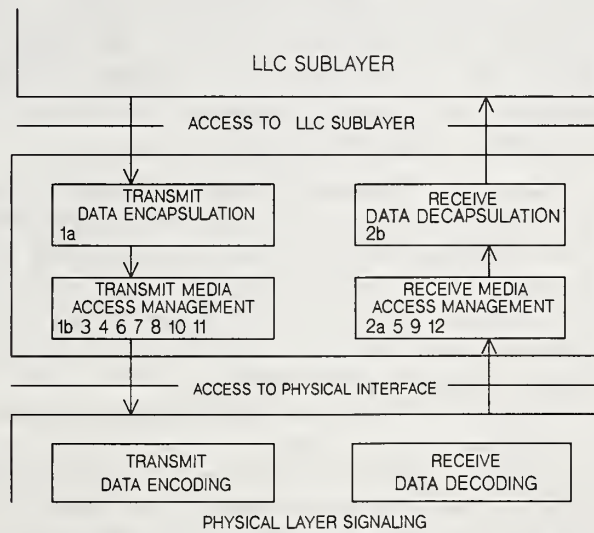 LLC SUBLAYER
ACCESS TO LLC SUBLAYER
TRANSMIT
DATA ENCAPSULATION
1a
RECEIVE
DATA DECAPSULATION
2b
TRANSMIT MEDIA
ACCESS MANAGEMENT
1b 3 4 6 7 8 10 11
RECEIVE MEDIA
ACCESS MANAGEMENT
2a 5 9 12
ACCESS TO PHYSICAL INTERFACE
TRANSMIT
DATA ENCODING
RECEIVE
DATA DECODING
PHYSICAL LAYER SIGNALING